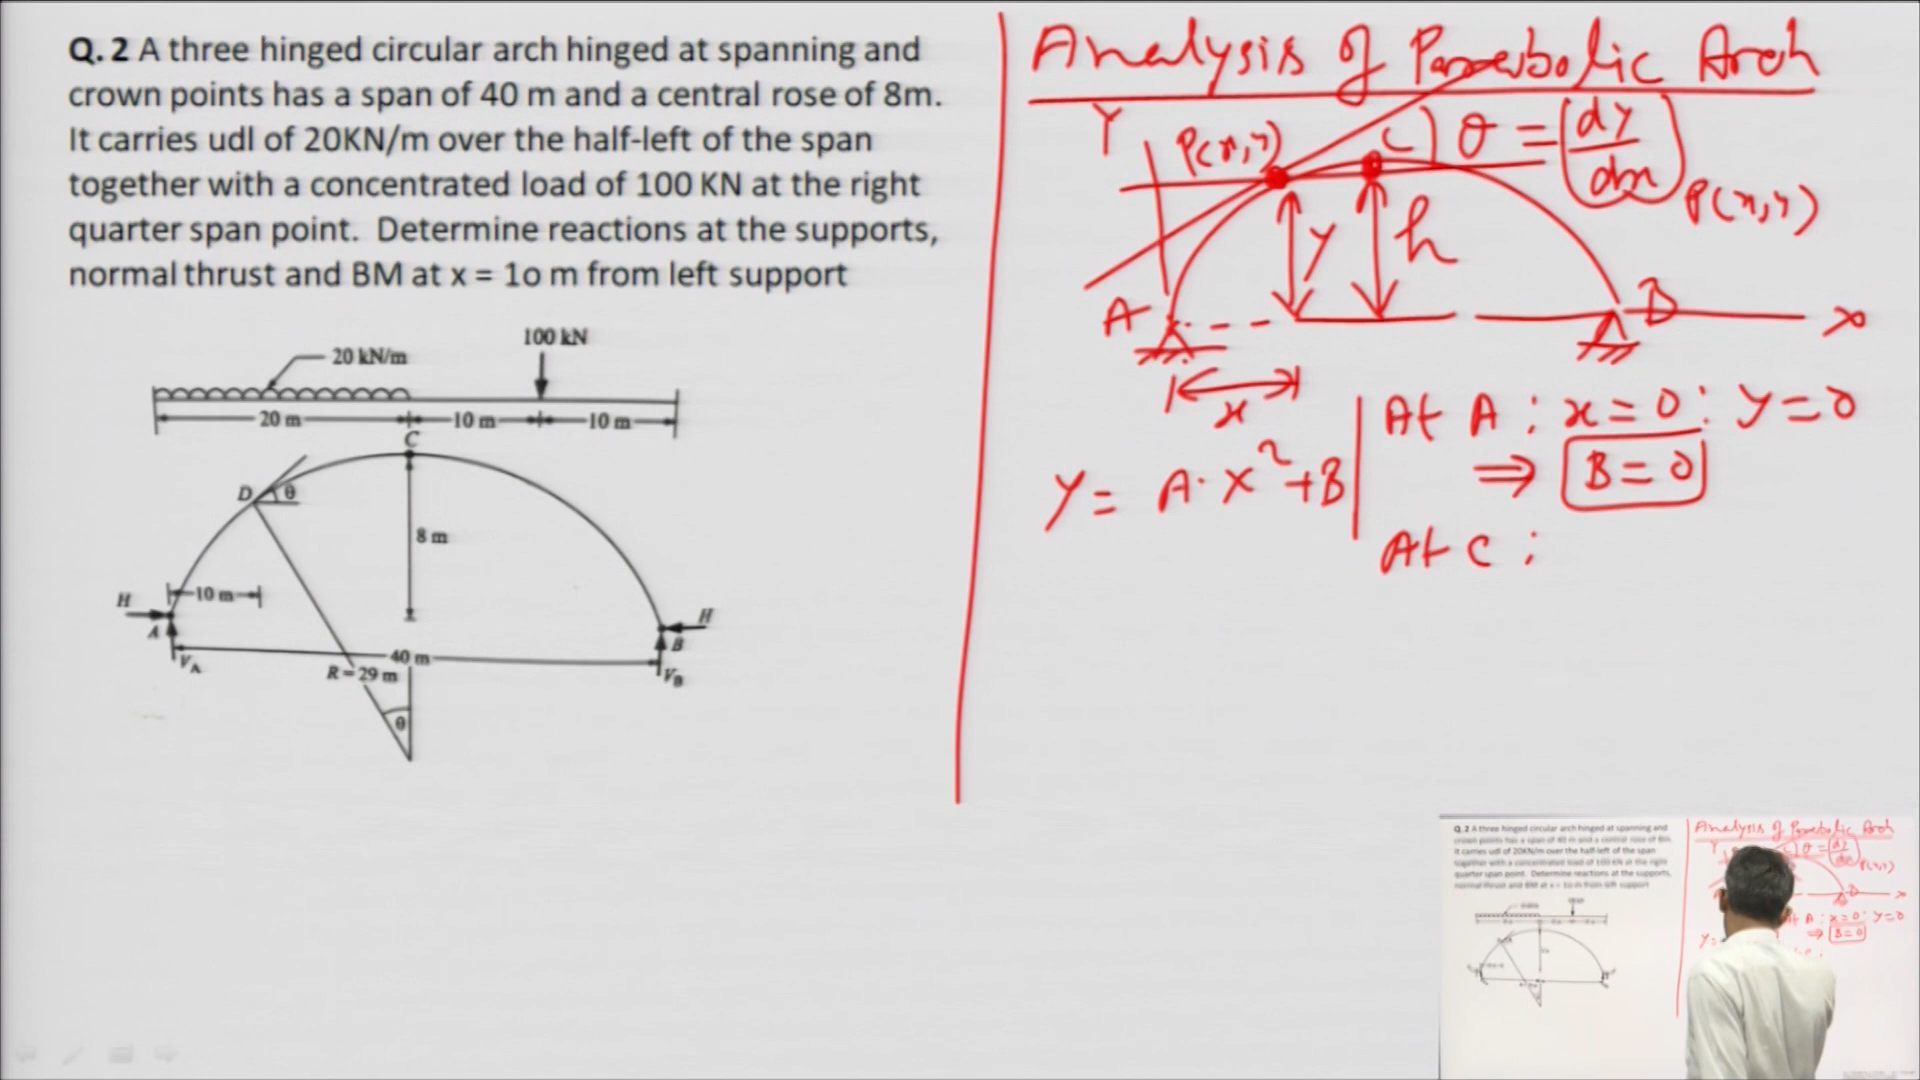 Q. 2 A three hinged circular arch hinged at spanning and
crown points has a span of 40 m and a central rose of 8m.
It carries udl of 20KN/m over the half-left of the span
together with a concentrated load of 100 KN at the right
quarter span point. Determine reactions at the supports,
normal thrust and BM at x = 1o m from left support
100 kN
20 kN/m
20 m
10 m
10 m
C
D
θ
8 m
10 m
H
A
V_A
H
B
V_B
40 m
R = 29 m
θ
Analysis of Parabolic Arch
Y
P(x,y)
C
θ = (dy/dx) P(x,y)
y
h
A
B
x
x
Y = A·x² + B
At A : x = 0 : y = 0
⇒ B = 0
At C :